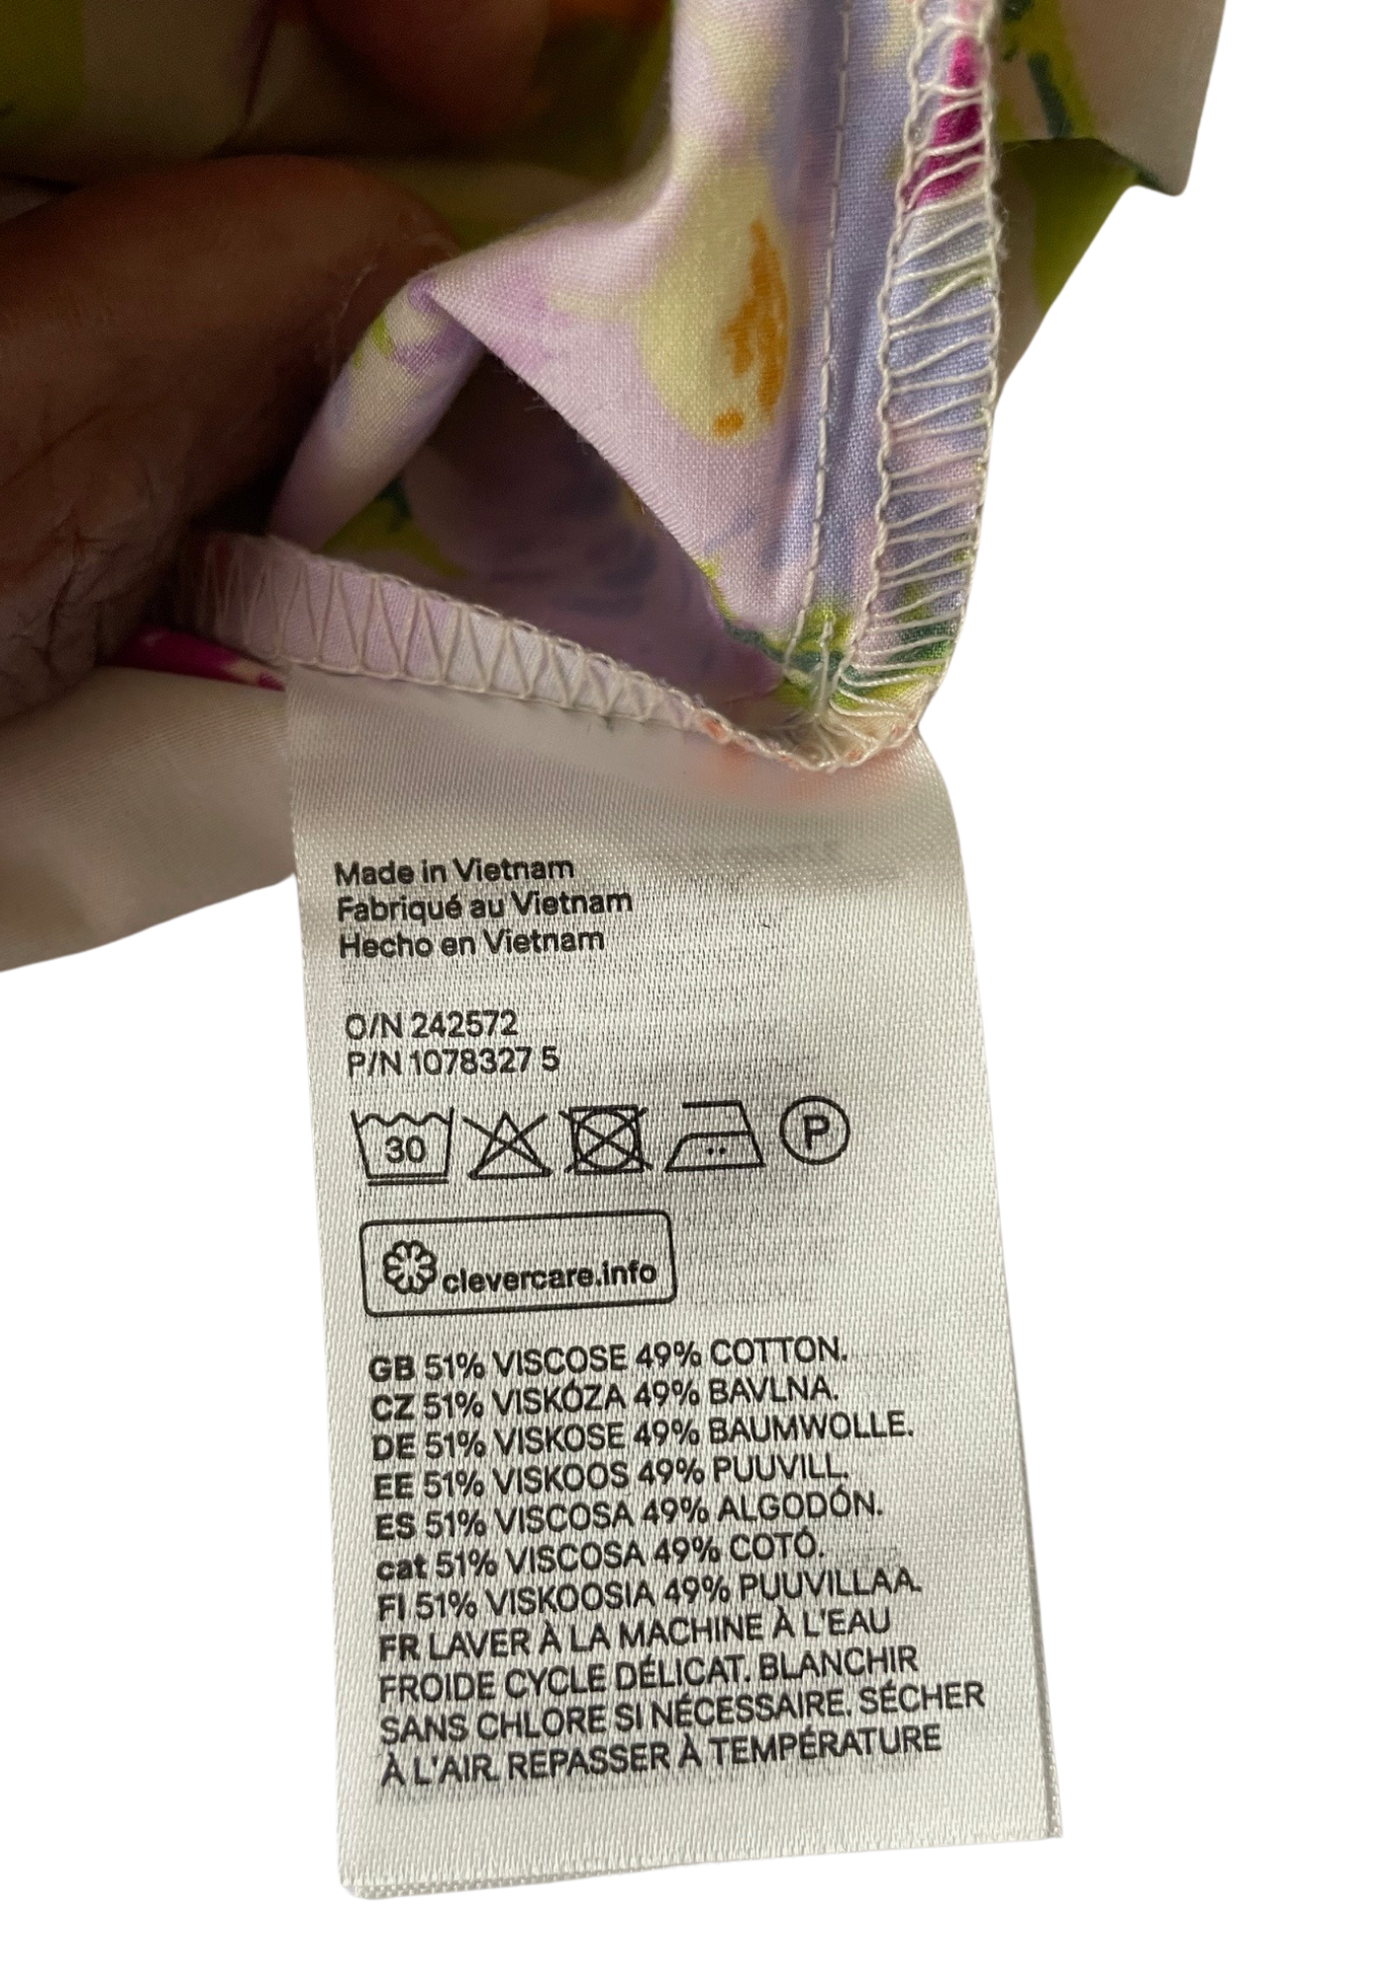 Made in Vietnam
Fabriqué au Vietnam
Hecho en Vietnam
O/N 242572
P/N 1078327 5
30 P
clevercare.info
GB 51% VISCOSE 49% COTTON.
CZ 51% VISKÓZA 49% BAVLNA.
DE 51% VISKOSE 49% BAUMWOLLE.
EE 51% VISKOOS 49% PUUVILL.
ES 51% VISCOSA 49% ALGODÓN.
cat 51% VISCOSA 49% COTÓ.
FI 51% VISKOOSIA 49% PUUVILLAA.
FR LAVER À LA MACHINE À L'EAU
FROIDE CYCLE DÉLICAT. BLANCHIR
SANS CHLORE SI NÉCESSAIRE. SÉCHER
À L'AIR. REPASSER À TEMPÉRATURE